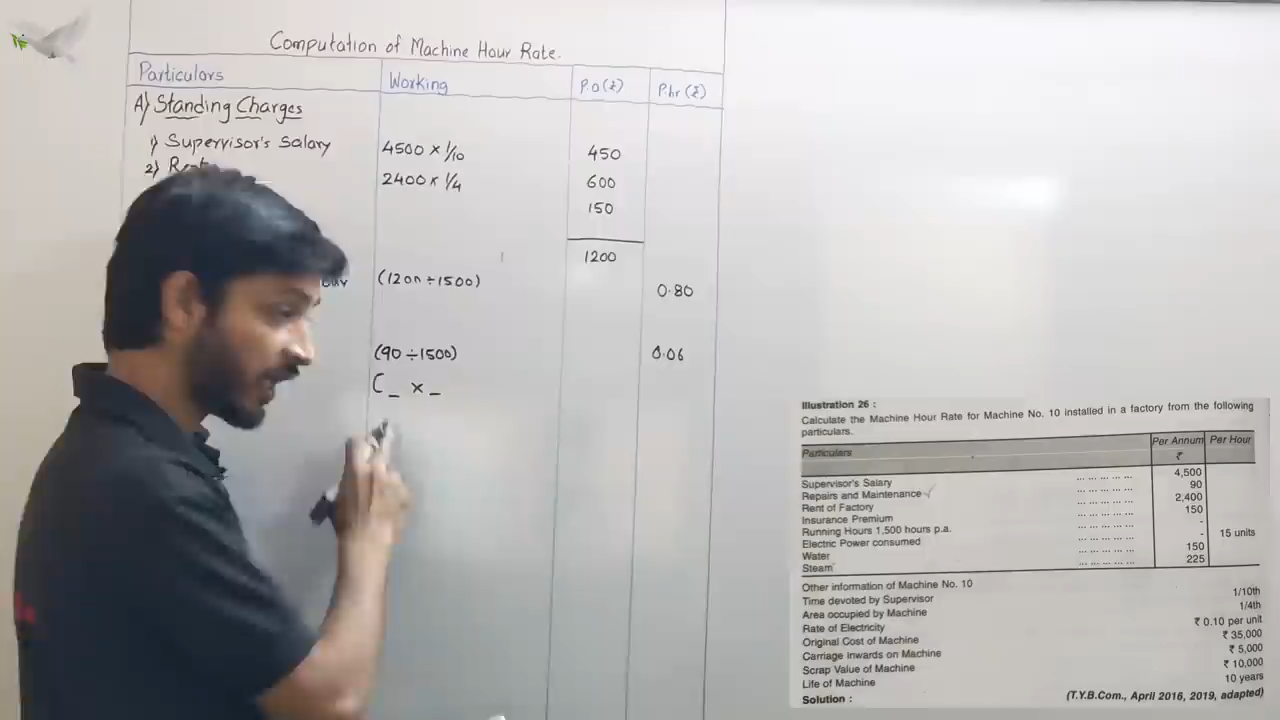 Computation of Machine Hour Rate.
Particulars Working P.a (₹) P.hr (₹)
A) Standing Charges
1) Supervisor's Salary 4500 × 1/10 450
2) Rent 2400 × 1/4 600
150
1200
(1200 ÷ 1500) 0.80
(90 ÷ 1500) 0.06
( _ × _
Illustration 26 :
Calculate the Machine Hour Rate for Machine No. 10 installed in a factory from the following
particulars.
Particulars Per Annum Per Hour
₹
Supervisor's Salary ... ... ... ... ... 4,500
Repairs and Maintenance ... ... ... ... ... 90
Rent of Factory ... ... ... ... ... 2,400
Insurance Premium ... ... ... ... ... 150
Running Hours 1,500 hours p.a. -
Electric Power consumed ... ... ... ... ... - 15 units
Water ... ... ... ... ... 150
Steam ... ... ... ... ... 225
Other information of Machine No. 10
Time devoted by Supervisor 1/10th
Area occupied by Machine 1/4th
Rate of Electricity ₹ 0.10 per unit
Original Cost of Machine ₹ 35,000
Carriage Inwards on Machine ₹ 5,000
Scrap Value of Machine ₹ 10,000
Life of Machine 10 years
Solution : (T.Y.B.Com., April 2016, 2019, adapted)